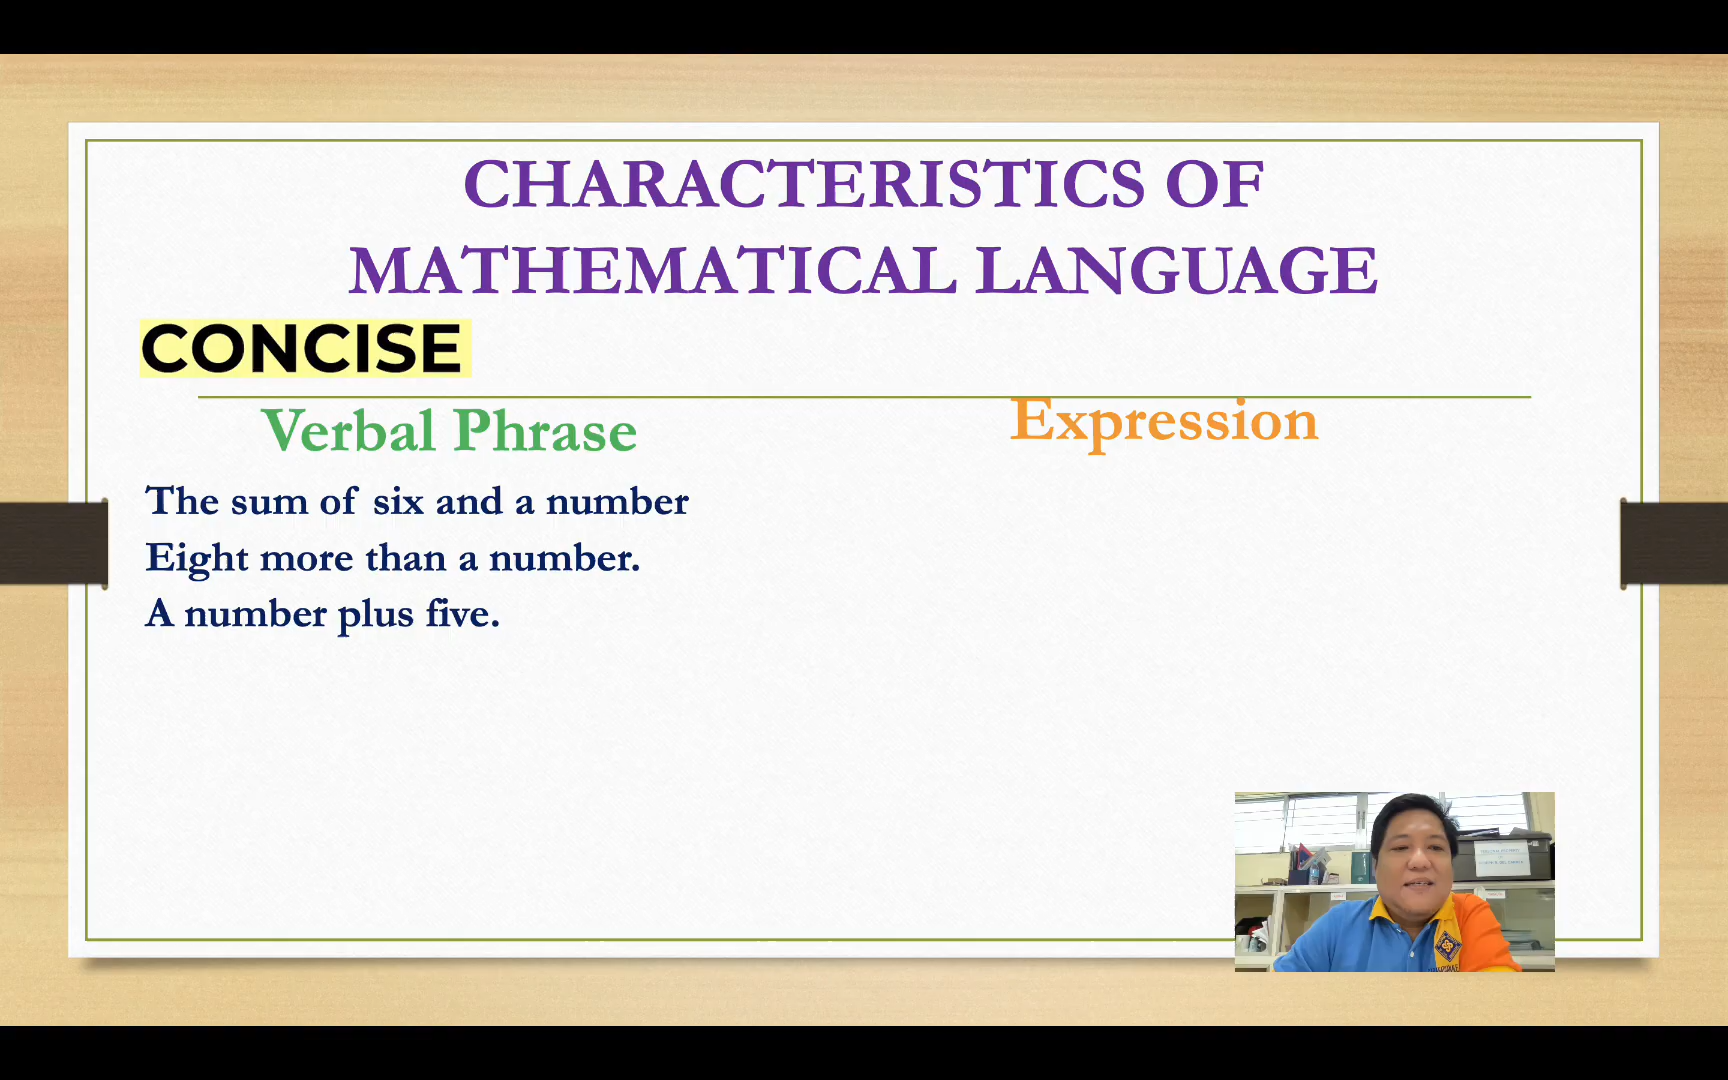 CHARACTERISTICS OF
MATHEMATICAL LANGUAGE
CONCISE
Verbal Phrase
Expression
The sum of six and a number
Eight more than a number.
A number plus five.